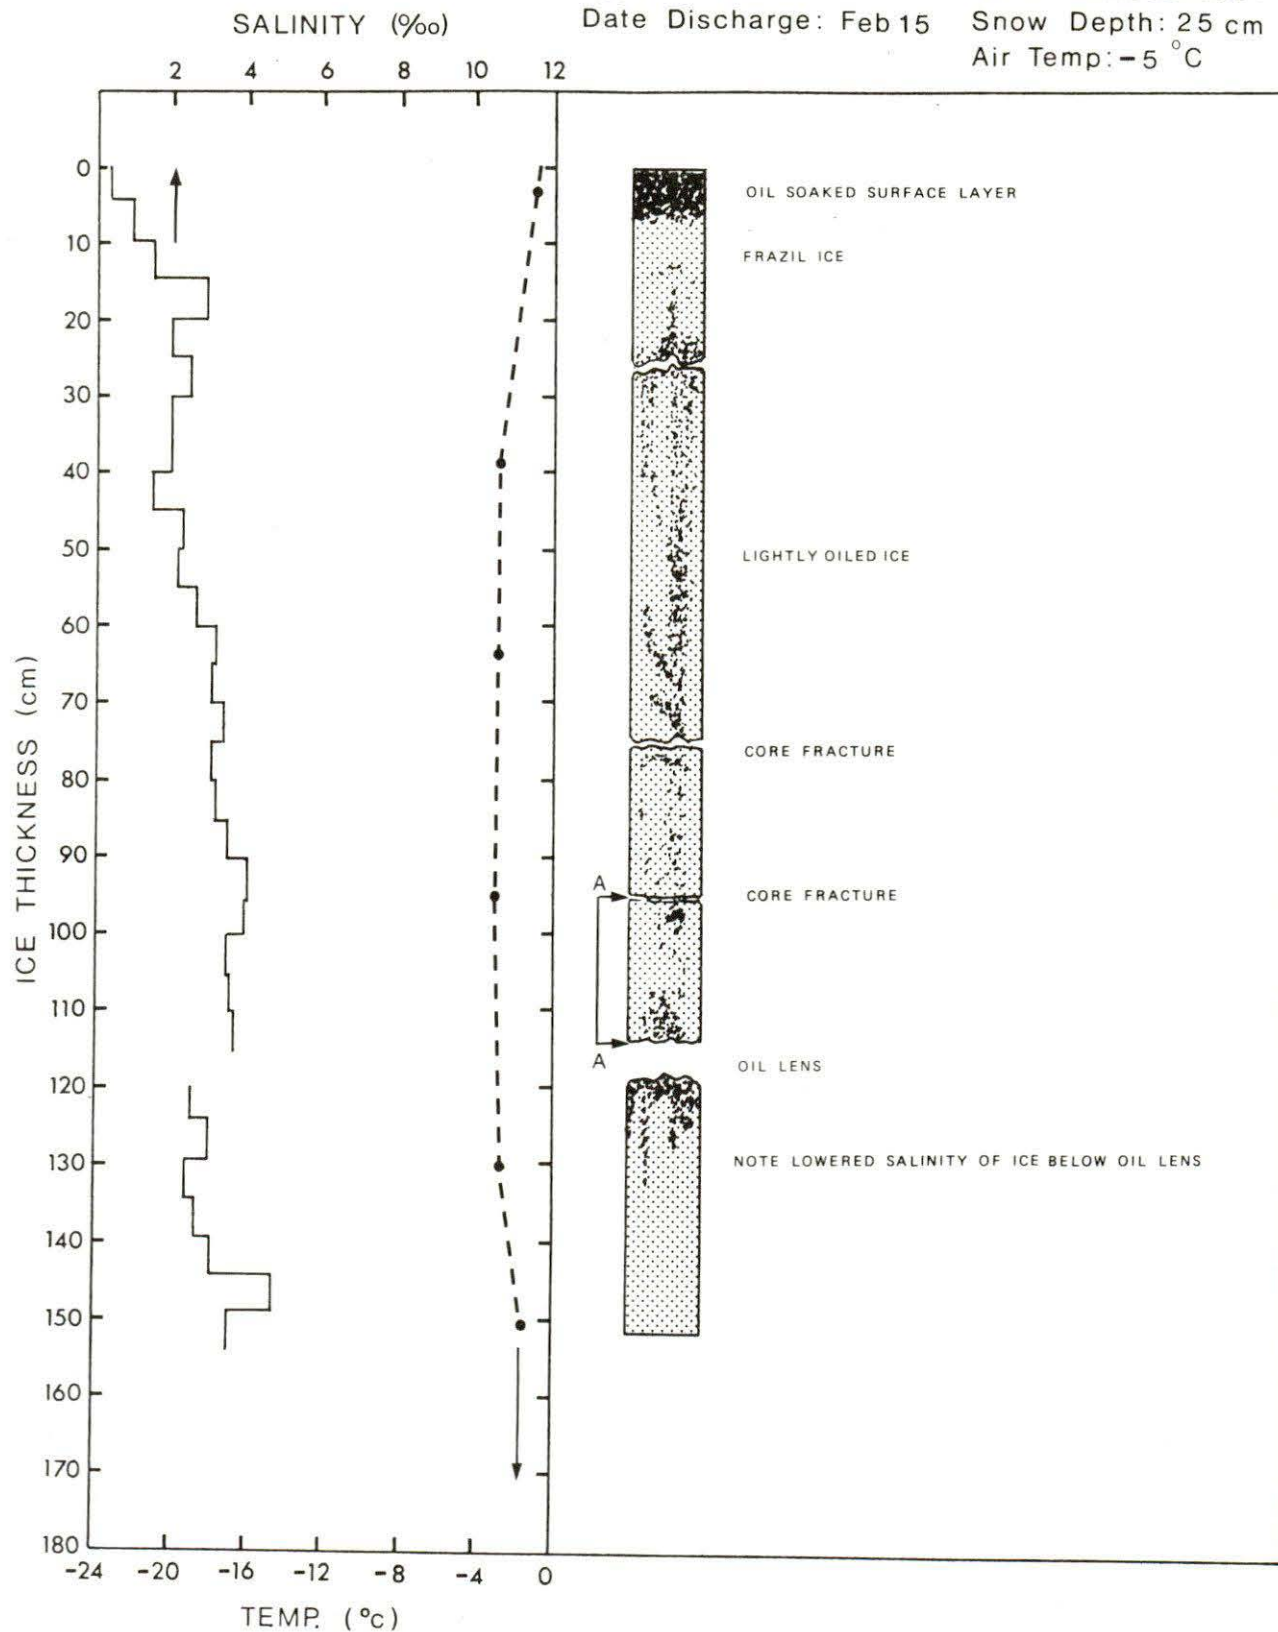 SALINITY (‰)
Date Discharge: Feb 15 Snow Depth: 25 cm
Air Temp: -5 °C
2 4 6 8 10 12
0
10
20
30
40
50
60
70
80
90
100
110
120
130
140
150
160
170
180
ICE THICKNESS (cm)
OIL SOAKED SURFACE LAYER
FRAZIL ICE
LIGHTLY OILED ICE
CORE FRACTURE
A
CORE FRACTURE
A
OIL LENS
NOTE LOWERED SALINITY OF ICE BELOW OIL LENS
-24 -20 -16 -12 -8 -4 0
TEMP. (°c)